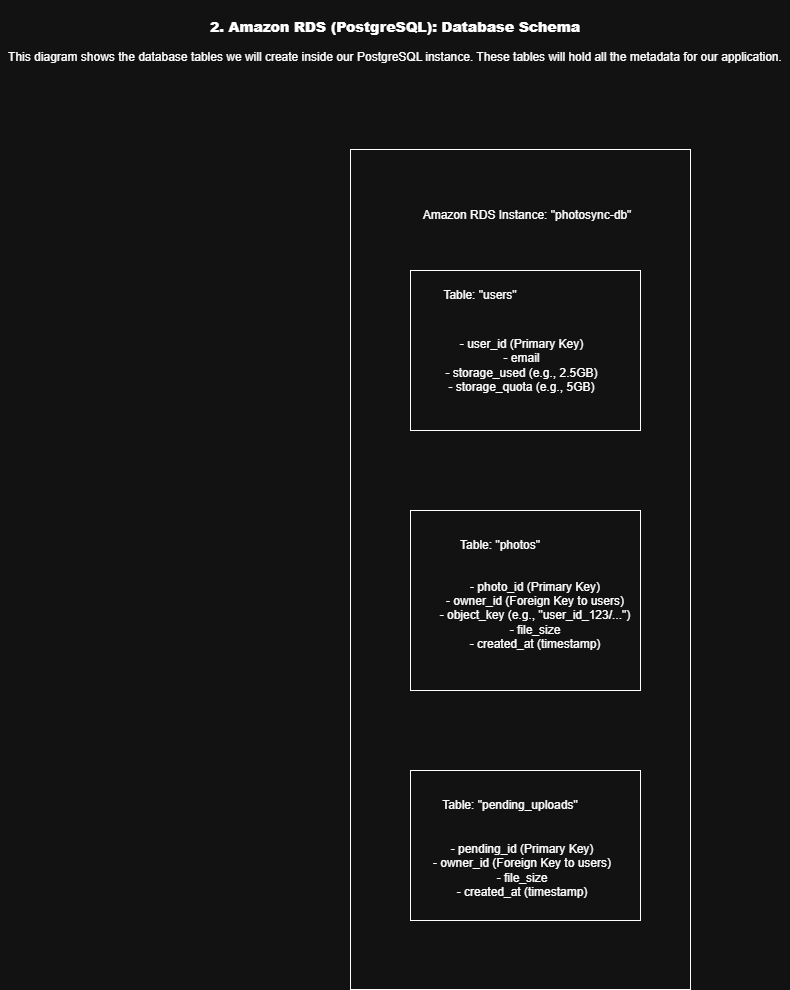 2. Amazon RDS (PostgreSQL): Database Schema
This diagram shows the database tables we will create inside our PostgreSQL instance. These tables will hold all the metadata for our application.
Amazon RDS Instance: "photosync-db"
Table: "users"
- user_id (Primary Key)
- email
- storage_used (e.g., 2.5GB)
- storage_quota (e.g., 5GB)
Table: "photos"
- photo_id (Primary Key)
- owner_id (Foreign Key to users)
- object_key (e.g., "user_id_123/...")
- file_size
- created_at (timestamp)
Table: "pending_uploads"
- pending_id (Primary Key)
- owner_id (Foreign Key to users)
- file_size
- created_at (timestamp)